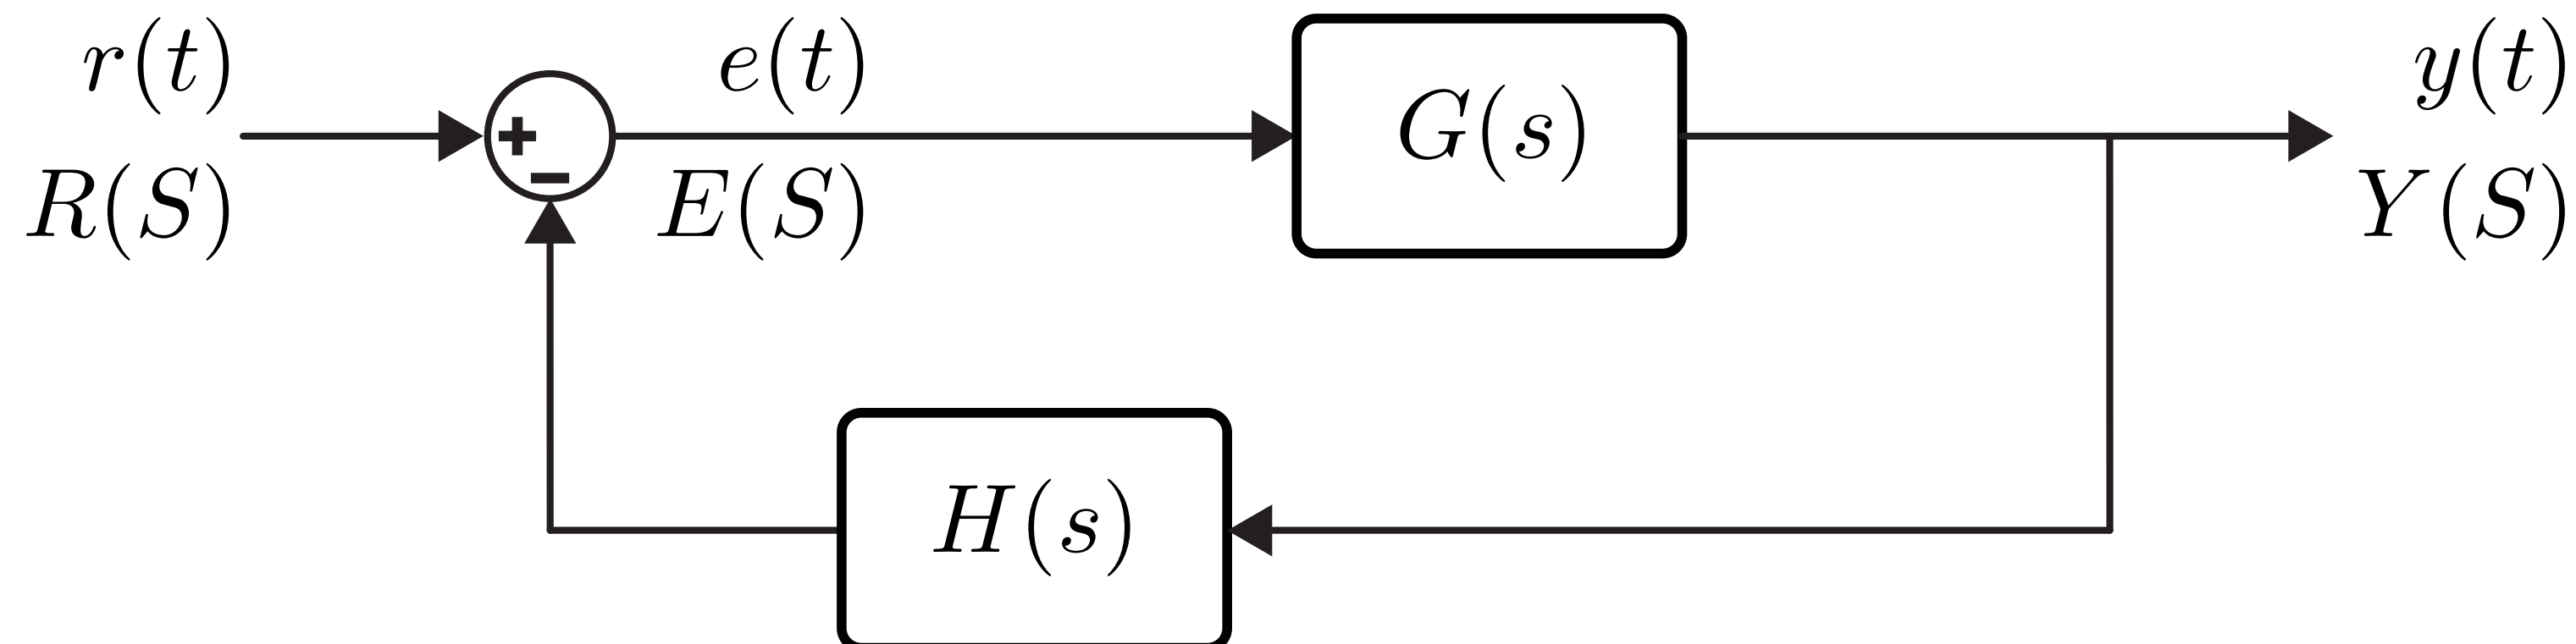 r(t)
R(S)
+
−
e(t)
E(S)
G(s)
y(t)
Y(S)
H(s)